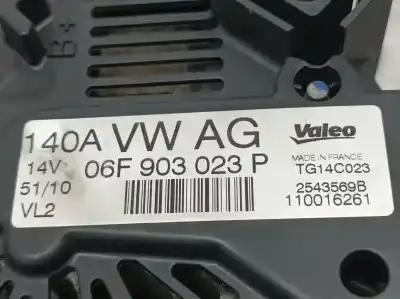 B+
140A VW AG
Valeo
14V
06F 903 023 P
MADE IN FRANCE
TG14C023
51/10
2543569B
VL2
110016261